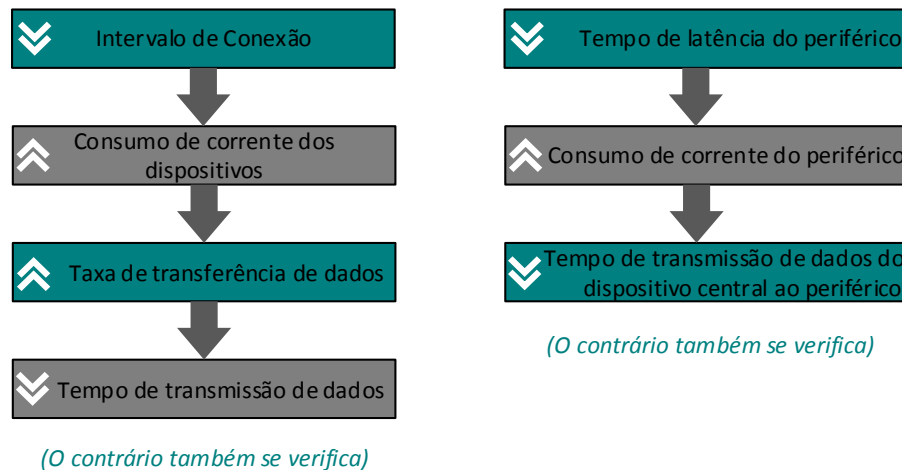 Intervalo de Conexão
Consumo de corrente dos
dispositivos
Taxa de transferência de dados
Tempo de transmissão de dados
(O contrário também se verifica)
Tempo de latência do periférico
Consumo de corrente do periférico
Tempo de transmissão de dados do
dispositivo central ao periférico
(O contrário também se verifica)